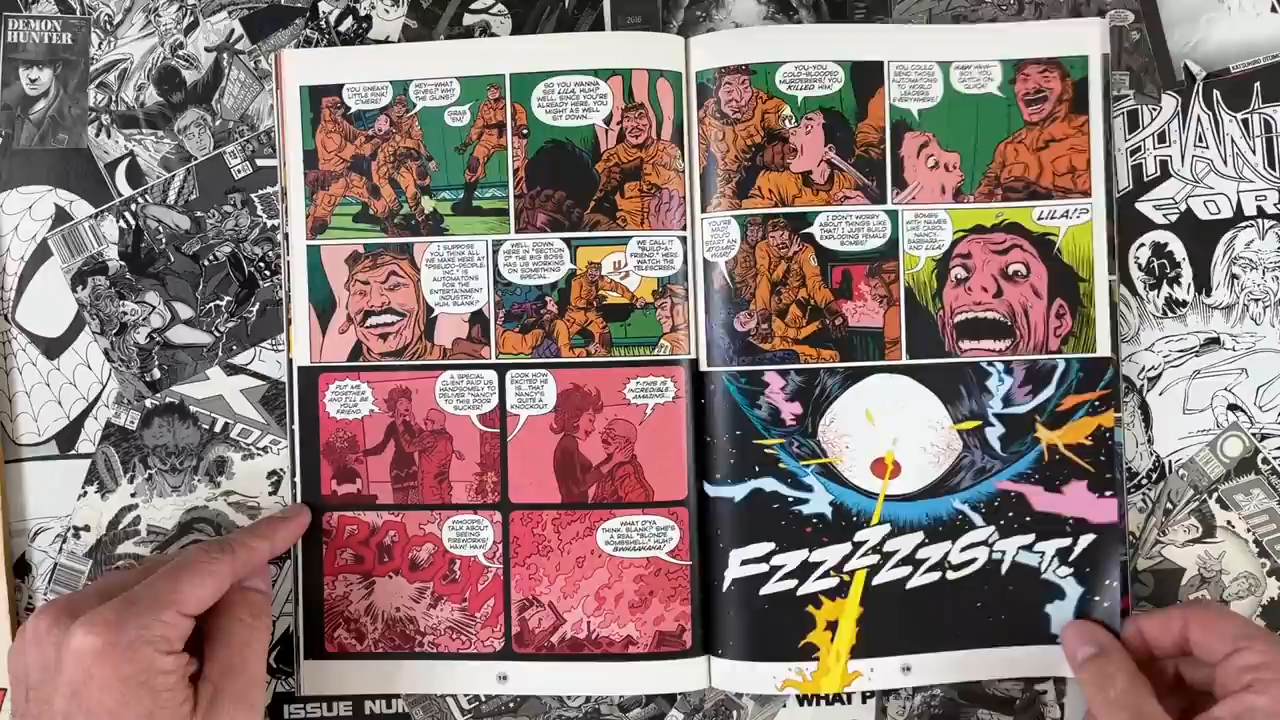 DEMON
HUNTER
2616
KATSUHIRO OTOMO
YOU SNEAKY
LITTLE FINK!
C'MERE!
HEY--WHAT
GIVES? WHY
THE GUNS?
GRAB
'EM!
SO YOU WANNA
SEE LILA, HUH?
WELL, SINCE YOU'RE
ALREADY HERE, YOU
MIGHT AS WELL
SIT DOWN...
I SUPPOSE
YOU THINK ALL
WE MAKE HERE AT
"PSEUDO-PEOPLE,
INC." IS
AUTOMATONS
FOR THE
ENTERTAINMENT
INDUSTRY,
HUH, BLANK?
WELL, DOWN
HERE IN "SECTION
G" THE BIG BOSS
HAS US WORKING
ON SOMETHING
SPECIAL.
WE CALL IT
"BUILD-A-
FRIEND." HERE,
WATCH THE
TELESCREEN.
PUT ME
TOGETHER
AND I'LL BE
YOUR
FRIEND.
A SPECIAL
CLIENT PAID US
HANDSOMELY TO
DELIVER "NANCY"
TO THIS POOR
SUCKER!
LOOK HOW
EXCITED HE
IS...THAT
NANCY'S
QUITE A
KNOCKOUT.
T-THIS IS
INCREDIBLE...
AMAZING...
BOOOM
WHOOPS!
TALK ABOUT
SEEING
FIREWORKS!
HAW! HAW!
WHAT D'YA
THINK, BLANK? SHE'S
A REAL "BLONDE
BOMBSHELL," HUH?
BWHAAHAHA!
18
YOU-YOU
COLD-BLOODED
MURDERERS! YOU
KILLED HIM!
YOU COULD
SEND THOSE
AUTOMATONS
TO WORLD
LEADERS
EVERYWHERE!
HAW HAW--
BOY, YOU
CATCH ON
QUICK!
YOU'RE
MAD! YOU'D
START AN
ATOMIC
WAR!
I DON'T WORRY
ABOUT THINGS LIKE
THAT! I JUST BUILD
EXPLODING FEMALE
BOMBS!
BOMBS
WITH NAMES
LIKE CAROL,
NANCY,
BARBARA--
AND LILA!
LILA!?
FZZZZZZSTT!
19
PHANT
FOR
ISSUE NUM
WHAT P